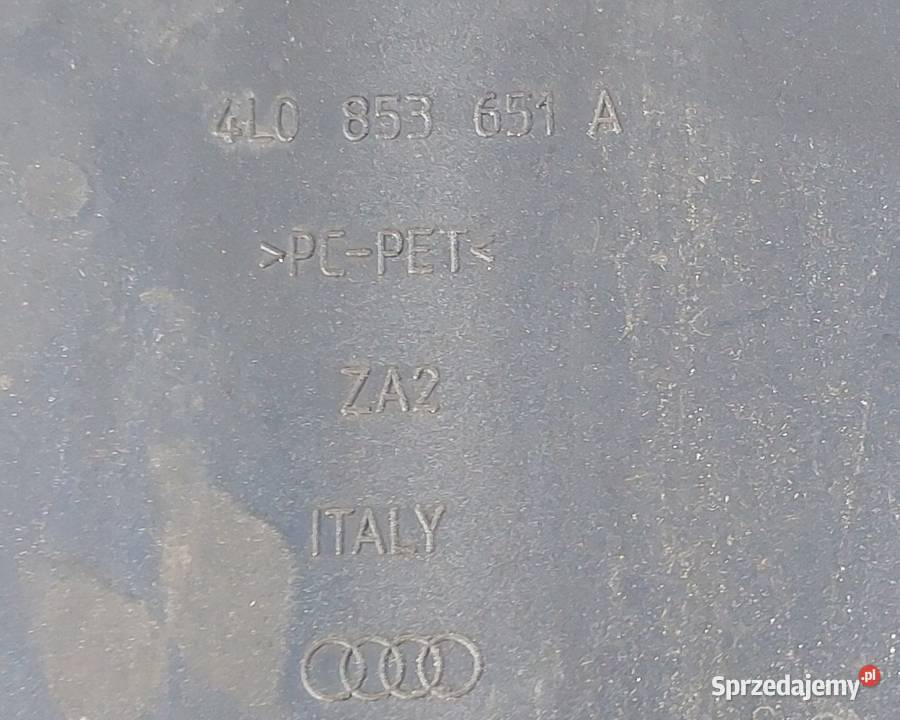 4L0 853 651 A
>PC-PET<
ZA2
ITALY
Sprzedajemy.pl